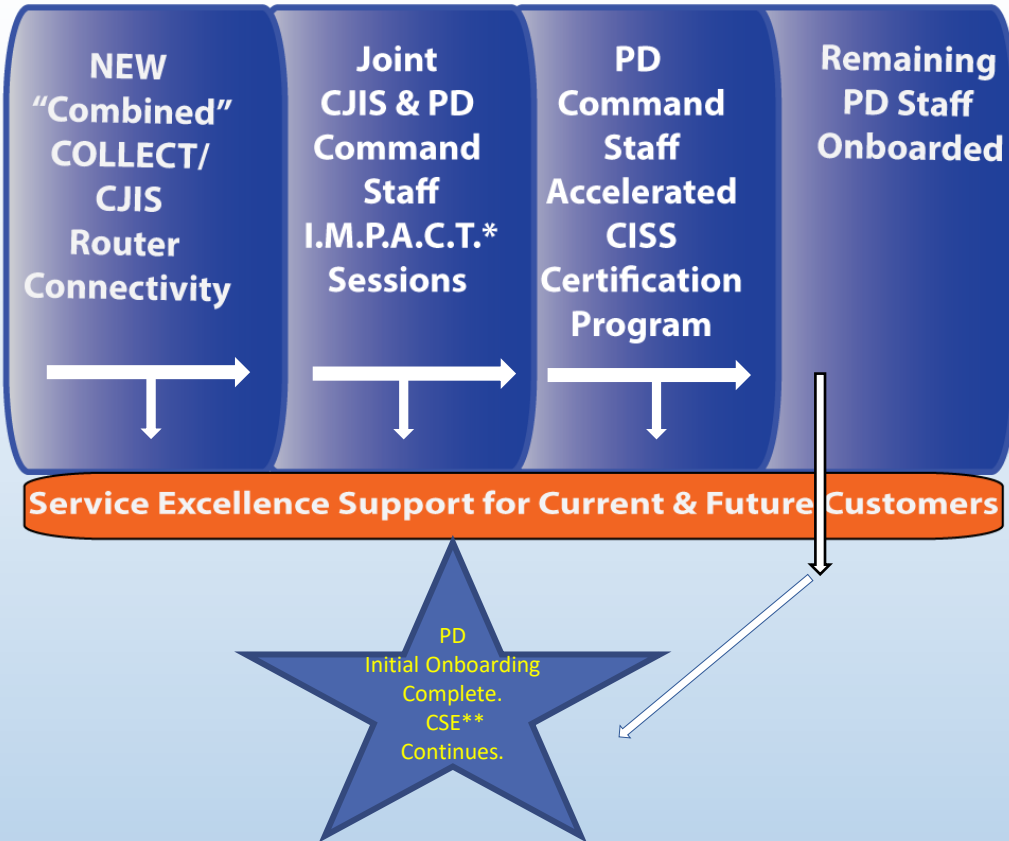 NEW
“Combined”
COLLECT/
CJIS
Router
Connectivity
Joint
CJIS & PD
Command
Staff
I.M.P.A.C.T.*
Sessions
PD
Command
Staff
Accelerated
CISS
Certification
Program
Remaining
PD Staff
Onboarded
Service Excellence Support for Current & Future Customers
PD
Initial Onboarding
Complete.
CSE**
Continues.